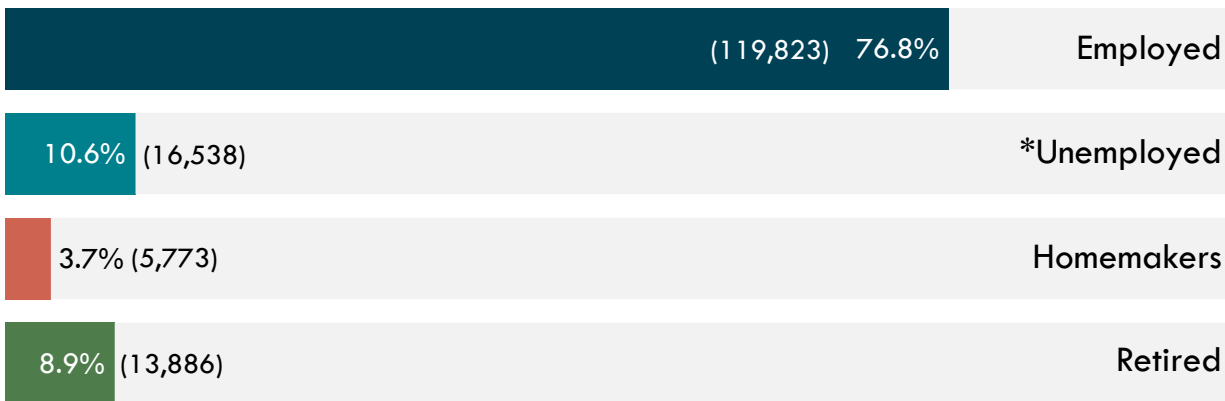 (119,823) 76.8% Employed
10.6% (16,538) *Unemployed
3.7% (5,773) Homemakers
8.9% (13,886) Retired